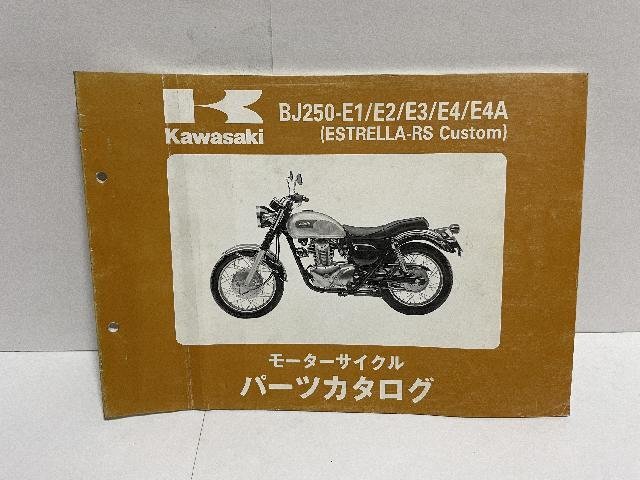 BJ250-E1/E2/E3/E4/E4A
(ESTRELLA-RS Custom)
Kawasaki
モーターサイクル
パーツカタログ